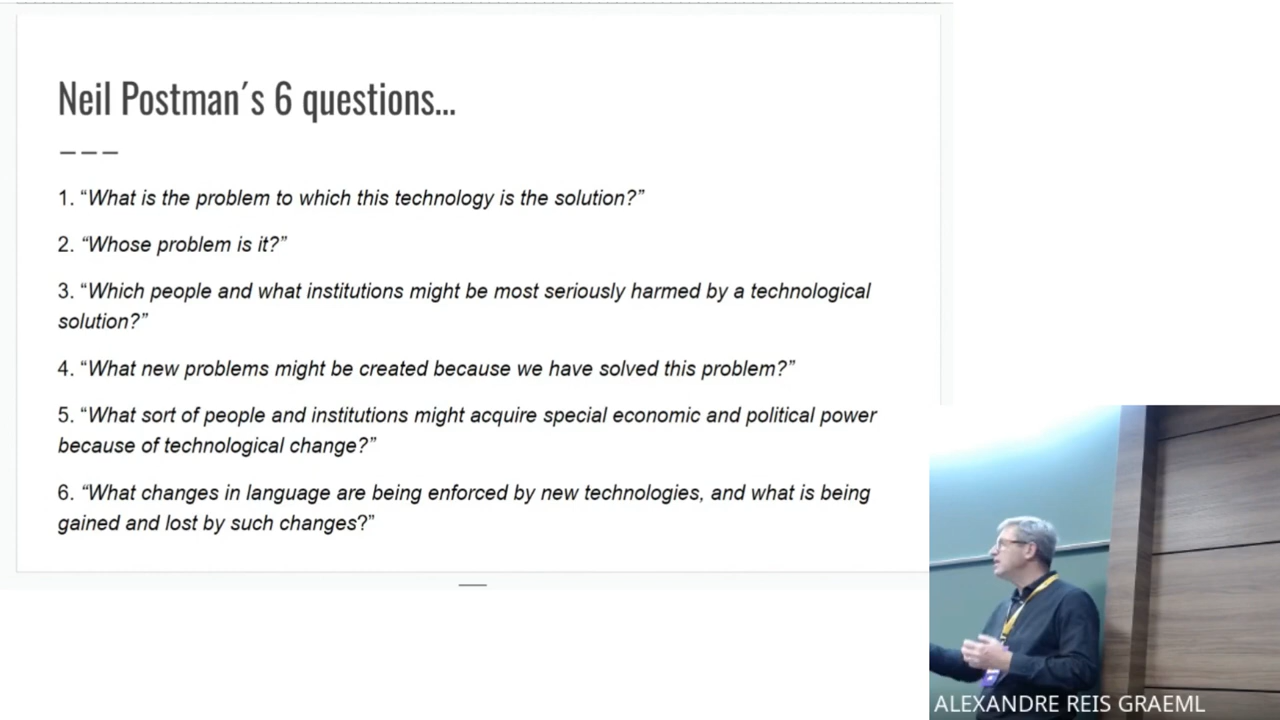 Neil Postman´s 6 questions...
1. “What is the problem to which this technology is the solution?”
2. “Whose problem is it?”
3. “Which people and what institutions might be most seriously harmed by a technological
solution?”
4. “What new problems might be created because we have solved this problem?”
5. “What sort of people and institutions might acquire special economic and political power
because of technological change?”
6. “What changes in language are being enforced by new technologies, and what is being
gained and lost by such changes?”
ALEXANDRE REIS GRAEML